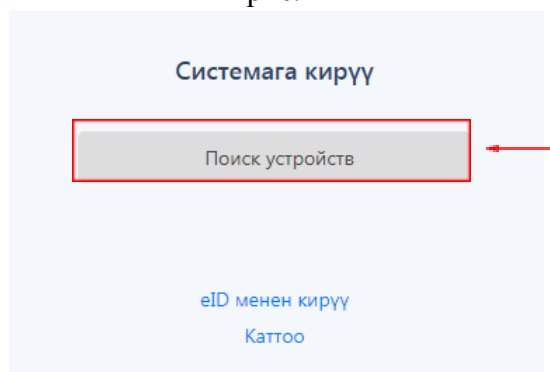 Системага кирүү
Поиск устройств
eID менен кирүү
Каттоо